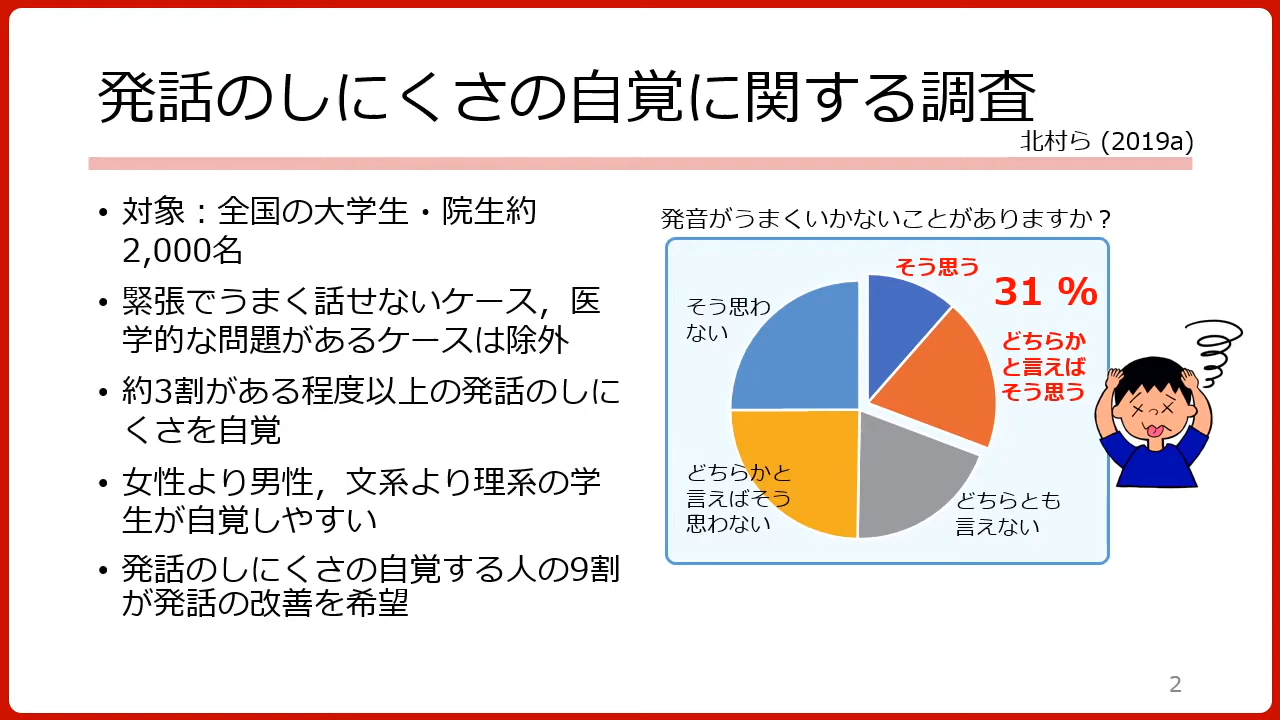 発話のしにくさの自覚に関する調査
北村ら (2019a)
• 対象：全国の大学生・院生約
2,000名
• 緊張でうまく話せないケース，医
学的な問題があるケースは除外
• 約3割がある程度以上の発話のしに
くさを自覚
• 女性より男性，文系より理系の学
生が自覚しやすい
• 発話のしにくさの自覚する人の9割
が発話の改善を希望
発音がうまくいかないことがありますか？
そう思う
31 %
どちらか
と言えば
そう思う
そう思わ
ない
どちらかと
言えばそう
思わない
どちらとも
言えない
2